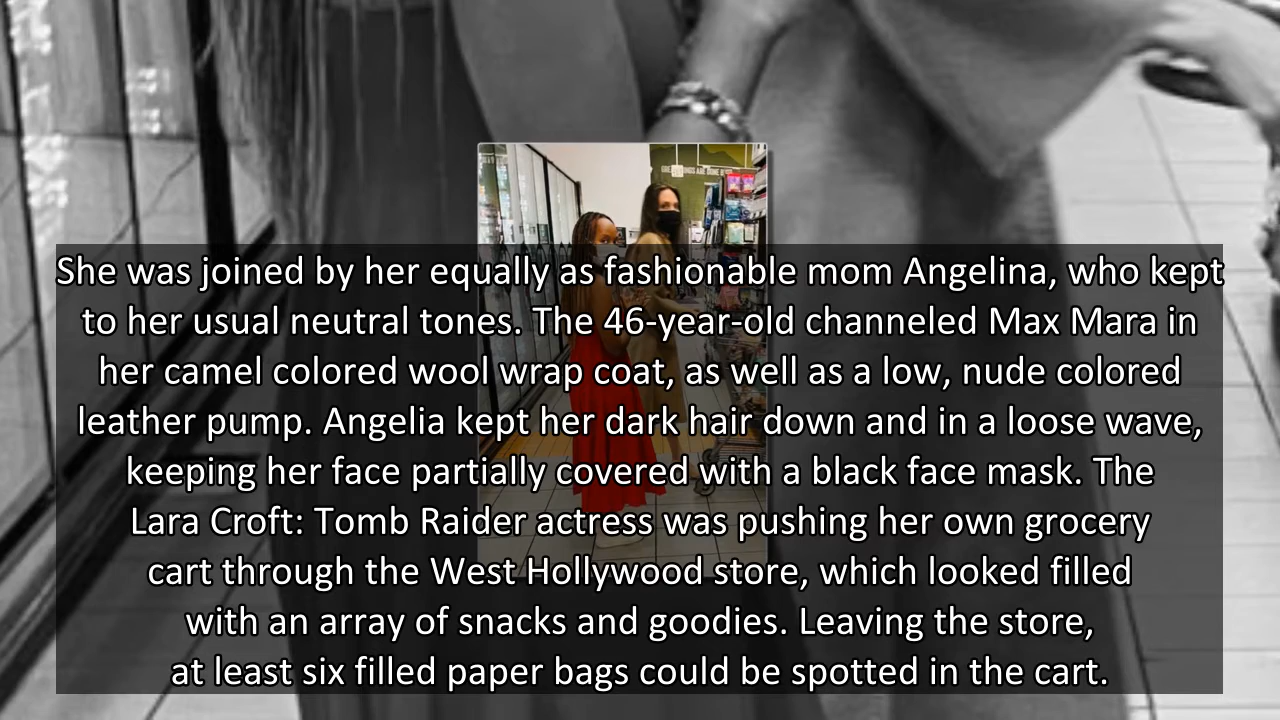 She was joined by her equally as fashionable mom Angelina, who kept
to her usual neutral tones. The 46-year-old channeled Max Mara in
her camel colored wool wrap coat, as well as a low, nude colored
leather pump. Angelia kept her dark hair down and in a loose wave,
keeping her face partially covered with a black face mask. The
Lara Croft: Tomb Raider actress was pushing her own grocery
cart through the West Hollywood store, which looked filled
with an array of snacks and goodies. Leaving the store,
at least six filled paper bags could be spotted in the cart.